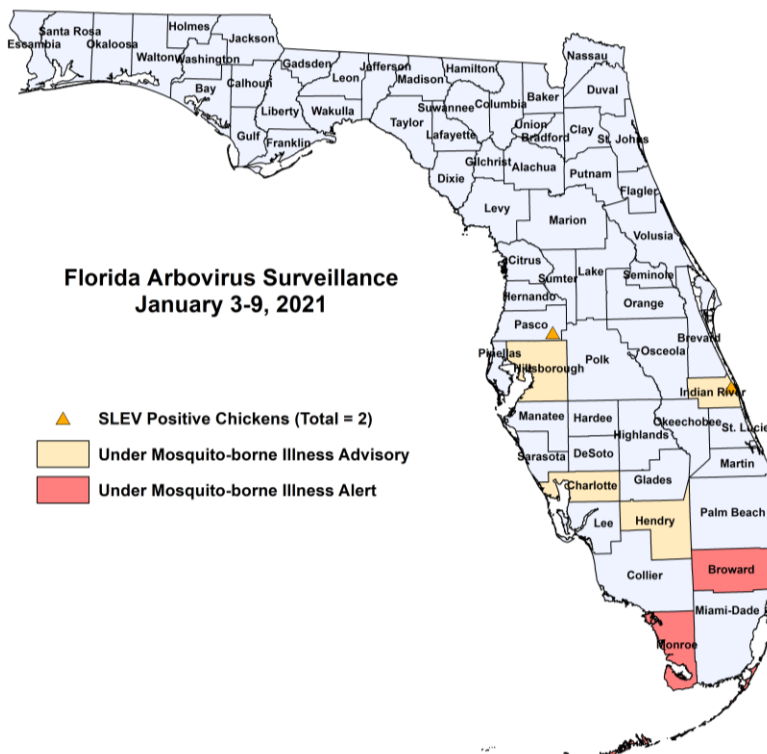 Holmes
Santa Rosa
Jackson
Escambia
Okaloosa
Walton
Washington
Gadsden
Jefferson
Hamilton
Nassau
Leon
Madison
Bay
Calhoun
Baker
Duval
Liberty
Wakulla
Suwannee
Columbia
Taylor
Union
Clay
Gulf
Franklin
Lafayette
Bradford
St. Johns
Gilchrist
Alachua
Putnam
Dixie
Flagler
Levy
Marion
Volusia
Citrus
Lake
Sumter
Seminole
Florida Arbovirus Surveillance
January 3-9, 2021
Hernando
Orange
Pasco
Brevard
Pinellas
Osceola
Polk
Hillsborough
Indian River
SLEV Positive Chickens (Total = 2)
Manatee
Hardee
Okeechobee
St. Lucie
Highlands
Under Mosquito-borne Illness Advisory
Sarasota
DeSoto
Martin
Under Mosquito-borne Illness Alert
Charlotte
Glades
Palm Beach
Lee
Hendry
Broward
Collier
Miami-Dade
Monroe